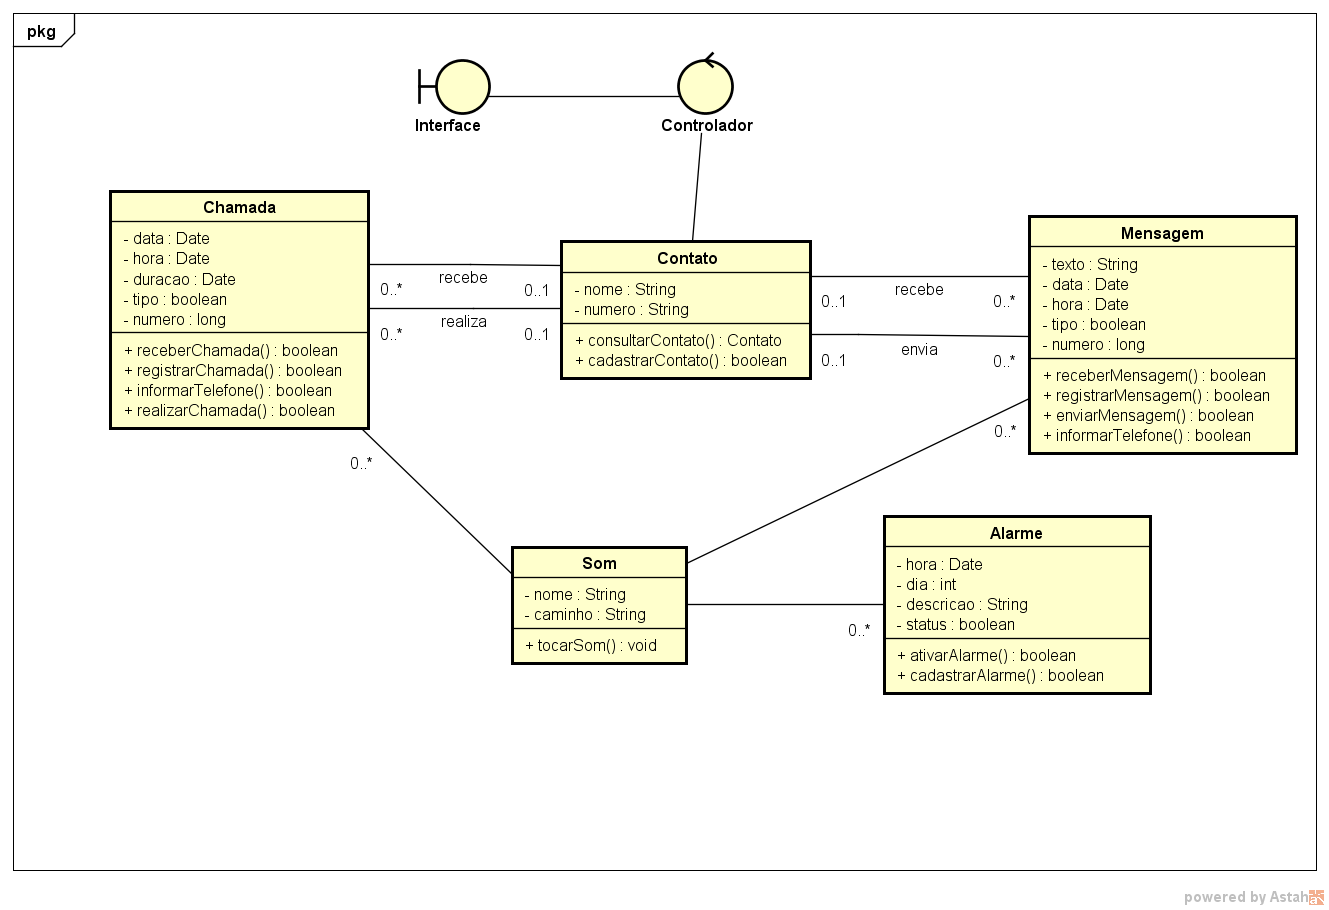 pkg
Interface
Controlador
Chamada
- data : Date
- hora : Date
- duracao : Date
- tipo : boolean
- numero : long
+ receberChamada() : boolean
+ registrarChamada() : boolean
+ informarTelefone() : boolean
+ realizarChamada() : boolean
recebe
0..*
0..1
realiza
0..*
0..1
Contato
- nome : String
- numero : String
+ consultarContato() : Contato
+ cadastrarContato() : boolean
recebe
0..1
0..*
envia
0..1
0..*
Mensagem
- texto : String
- data : Date
- hora : Date
- tipo : boolean
- numero : long
+ receberMensagem() : boolean
+ registrarMensagem() : boolean
+ enviarMensagem() : boolean
+ informarTelefone() : boolean
0..*
0..*
Som
- nome : String
- caminho : String
+ tocarSom() : void
0..*
Alarme
- hora : Date
- dia : int
- descricao : String
- status : boolean
+ ativarAlarme() : boolean
+ cadastrarAlarme() : boolean
powered by Astah